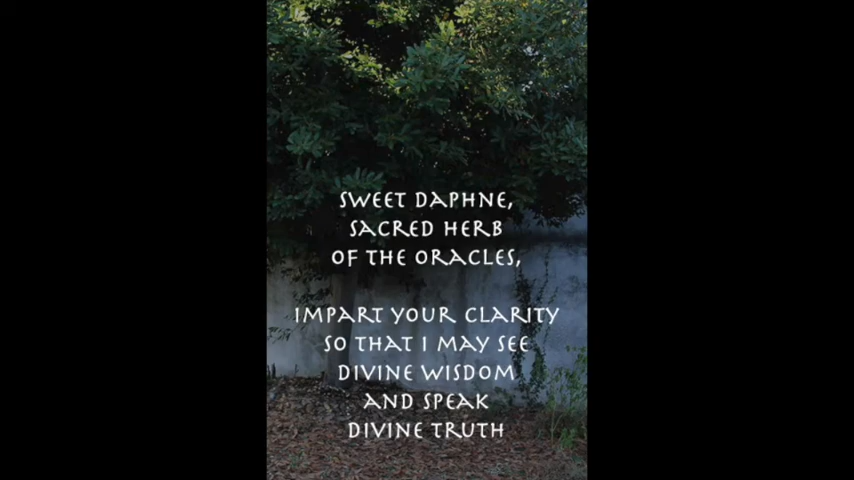 SWEET DAPHNE,
SACRED HERB
OF THE ORACLES,
IMPART YOUR CLARITY
SO THAT I MAY SEE
DIVINE WISDOM
AND SPEAK
DIVINE TRUTH